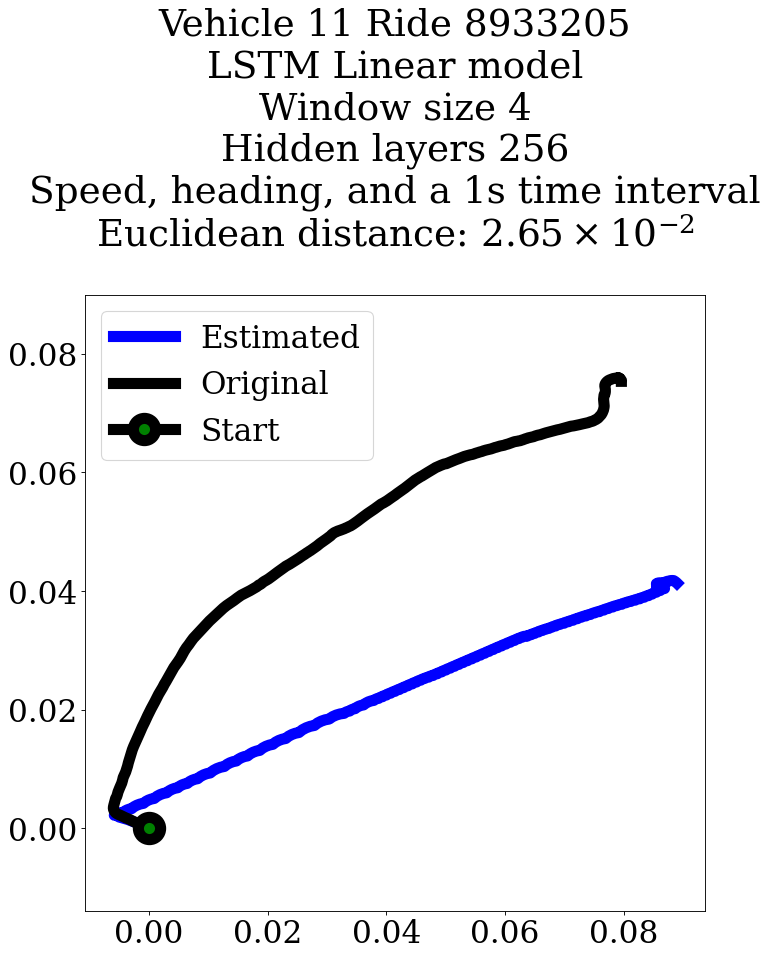 Vehicle 11 Ride 8933205
LSTM Linear model
Window size 4
Hidden layers 256
Speed, heading, and a 1s time interval
Euclidean distance: 2.65 × 10⁻²
Estimated
Original
Start
0.08
0.06
0.04
0.02
0.00
0.00 0.02 0.04 0.06 0.08